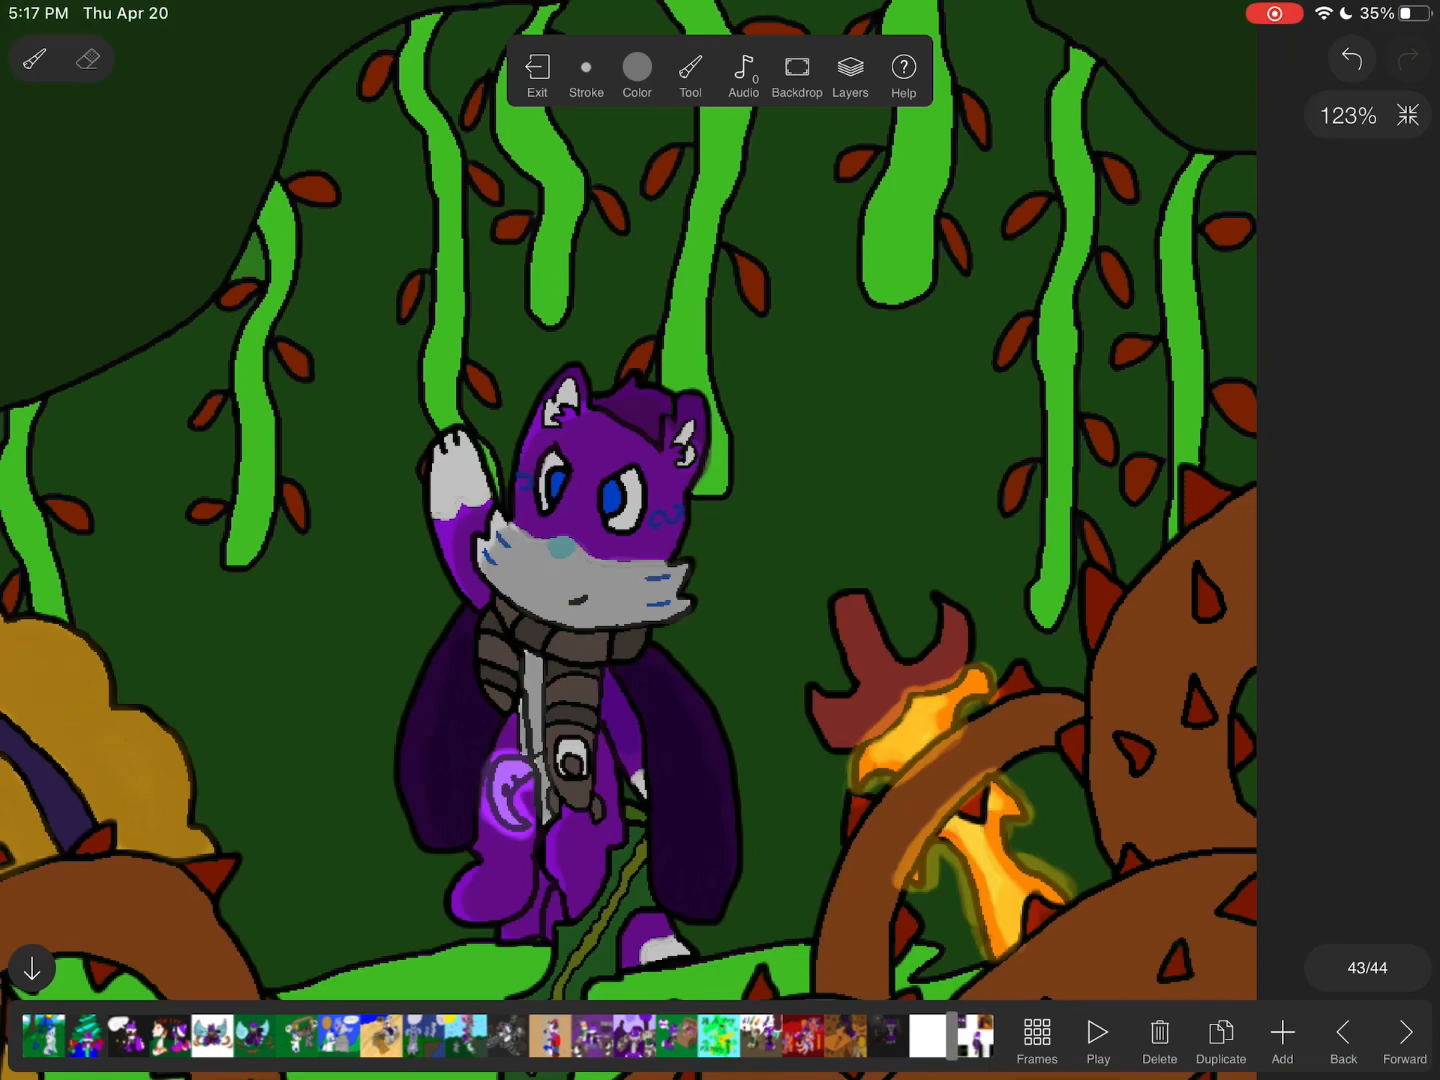 5:17 PM Thu Apr 20
35%
Exit
Stroke
Color
Tool
0
Audio
Backdrop
Layers
Help
123%
43/44
Frames
Play
Delete
Duplicate
Add
Back
Forward